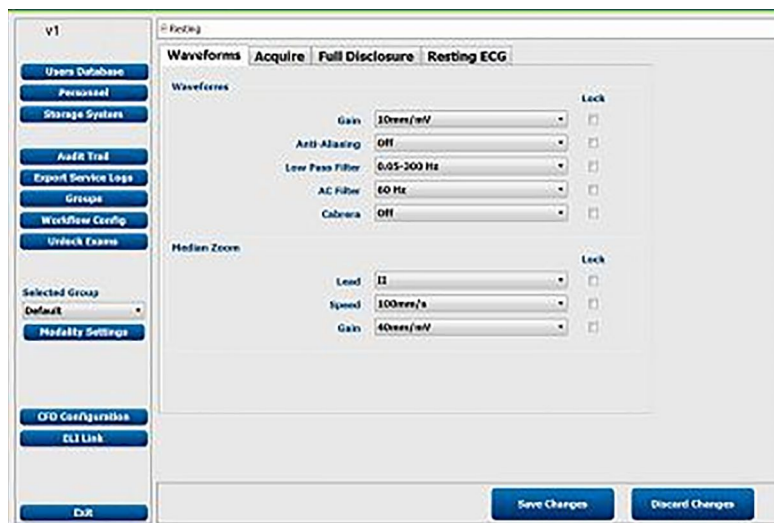 v1
Users Database
Personnel
Storage System
Audit Trail
Export Service Logs
Groups
Workflow Config
Unlock Exams
Selected Group
Default
Modality Settings
CFD Configuration
ELI Link
Exit
Resting
Waveforms Acquire Full Disclosure Resting ECG
Waveforms
Lock
Gain 10mm/mV
Anti-Aliasing Off
Low Pass Filter 0.05-300 Hz
AC Filter 60 Hz
Cabrera Off
Median Zoom
Lock
Lead II
Speed 100mm/s
Gain 40mm/mV
Save Changes Discard Changes